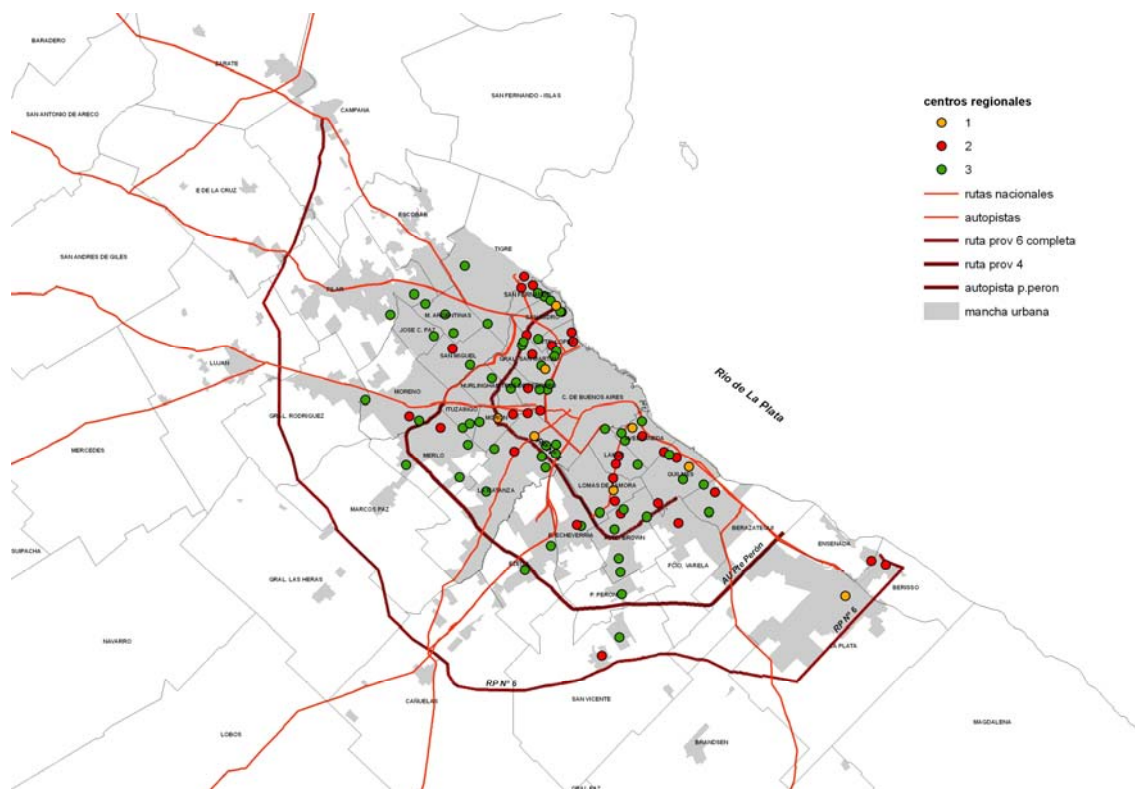 BARADERO
ZARATE
SAN FERNANDO - ISLAS
CAMPANA
SAN ANTONIO DE ARECO
E DE LA CRUZ
ESCOBAR
TIGRE
SAN ANDRES DE GILES
PILAR
M. ARGENTINAS
JOSE C. PAZ
SAN MIGUEL
LUJAN
MORENO
ITUZAINGO
C. DE BUENOS AIRES
GRAL. RODRIGUEZ
MERCEDES
MERLO
LA MATANZA
LOMAS DE ZAMORA
QUILMES
MARCOS PAZ
BERAZATEGUI
ENSENADA
SUIPACHA
FCIO. VARELA
GRAL. LAS HERAS
P. PERON
BERISSO
AU Pte Perón
RP Nº 6
LA PLATA
NAVARRO
RP Nº 6
SAN VICENTE
CAÑUELAS
MAGDALENA
LOBOS
BRANDSEN
GRAL PAZ
Río de La Plata
centros regionales
1
2
3
rutas nacionales
autopistas
ruta prov 6 completa
ruta prov 4
autopista p.peron
mancha urbana